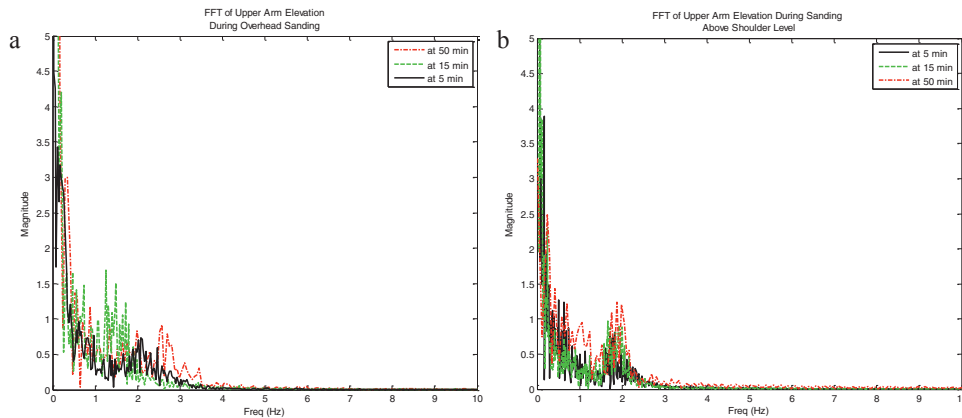 a
FFT of Upper Arm Elevation
During Overhead Sanding
5
4.5
4
3.5
3
2.5
2
1.5
1
0.5
0
Magnitude
at 50 min
at 15 min
at 5 min
0 1 2 3 4 5 6 7 8 9 10
Freq (Hz)
b
FFT of Upper Arm Elevation During Sanding
Above Shoulder Level
5
4.5
4
3.5
3
2.5
2
1.5
1
0.5
0
Magnitude
at 5 min
at 15 min
at 50 min
0 1 2 3 4 5 6 7 8 9
Freq (Hz)